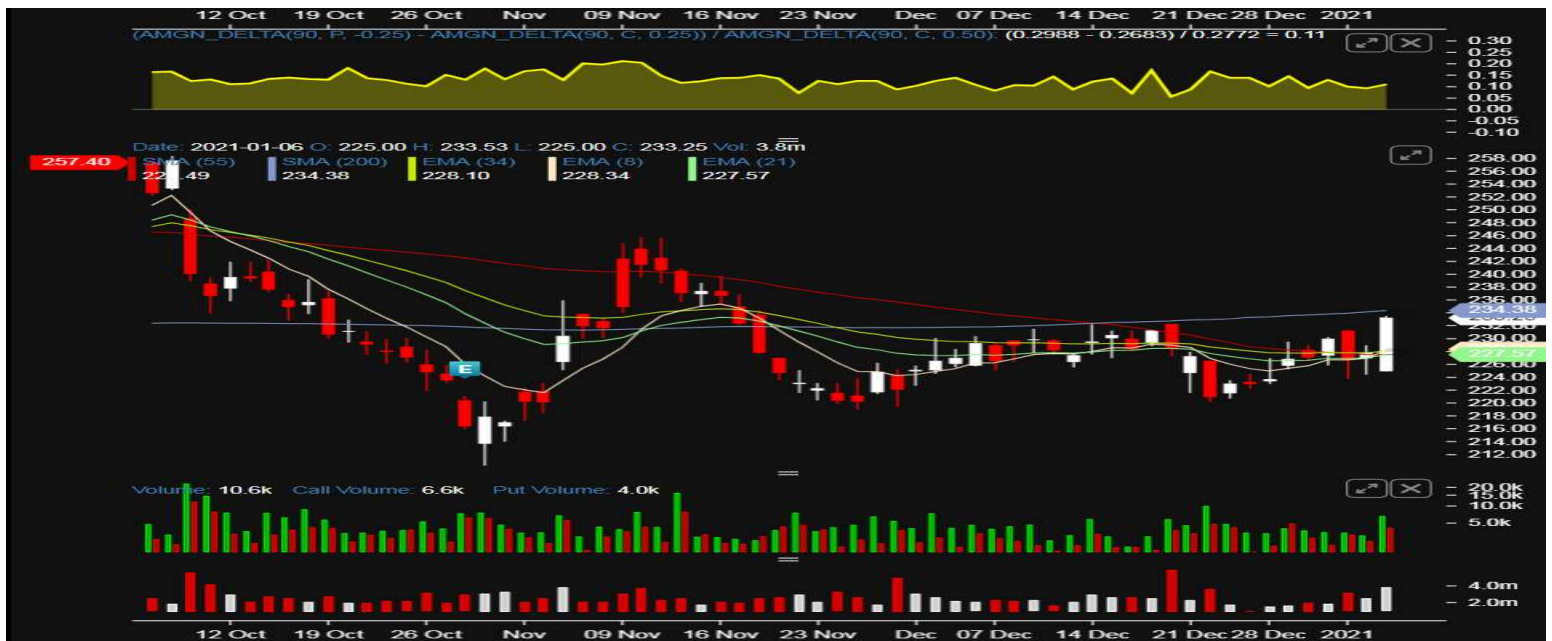 12 Oct 19 Oct 26 Oct Nov 09 Nov 16 Nov 23 Nov Dec 07 Dec 14 Dec 21 Dec 28 Dec 2021
(AMGN_DELTA(90, P, -0.25) - AMGN_DELTA(90, C, 0.25)) / AMGN_DELTA(90, C, 0.50): (0.2988 - 0.2683) / 0.2772 = 0.11
0.30
0.25
0.20
0.15
0.10
0.05
0.00
-0.05
-0.10
Date: 2021-01-06 O: 225.00 H: 233.53 L: 225.00 C: 233.25 Vol: 3.8m
257.40 SMA (55) SMA (200) EMA (34) EMA (8) EMA (21)
234.38 228.10 228.34 227.57
258.00
256.00
254.00
252.00
250.00
248.00
246.00
244.00
242.00
240.00
238.00
236.00
234.38
232.00
230.00
227.57
226.00
224.00
222.00
220.00
218.00
216.00
214.00
212.00
E
Volume: 10.6k Call Volume: 6.6k Put Volume: 4.0k
20.0k
15.0k
10.0k
5.0k
4.0m
2.0m
12 Oct 19 Oct 26 Oct Nov 09 Nov 16 Nov 23 Nov Dec 07 Dec 14 Dec 21 Dec 28 Dec 2021